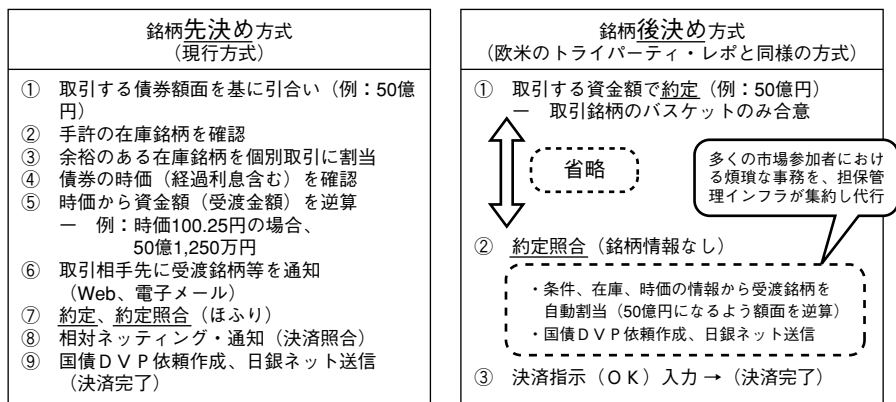 銘柄先決め方式
（現行方式）
① 取引する債券額面を基に引合い（例：50億
円）
② 手許の在庫銘柄を確認
③ 余裕のある在庫銘柄を個別取引に割当
④ 債券の時価（経過利息含む）を確認
⑤ 時価から資金額（受渡金額）を逆算
－ 例：時価100.25円の場合、
50億1,250万円
⑥ 取引相手先に受渡銘柄等を通知
（Web、電子メール）
⑦ 約定、約定照合（ほふり）
⑧ 相対ネッティング・通知（決済照合）
⑨ 国債ＤＶＰ依頼作成、日銀ネット送信
（決済完了）
銘柄後決め方式
（欧米のトライパーティ・レポと同様の方式）
① 取引する資金額で約定（例：50億円）
－ 取引銘柄のバスケットのみ合意
省略
多くの市場参加者におけ
る煩瑣な事務を、担保管
理インフラが集約し代行
② 約定照合（銘柄情報なし）
・条件、在庫、時価の情報から受渡銘柄を
自動割当（50億円になるよう額面を逆算）
・国債ＤＶＰ依頼作成、日銀ネット送信
③ 決済指示（ＯＫ）入力→（決済完了）